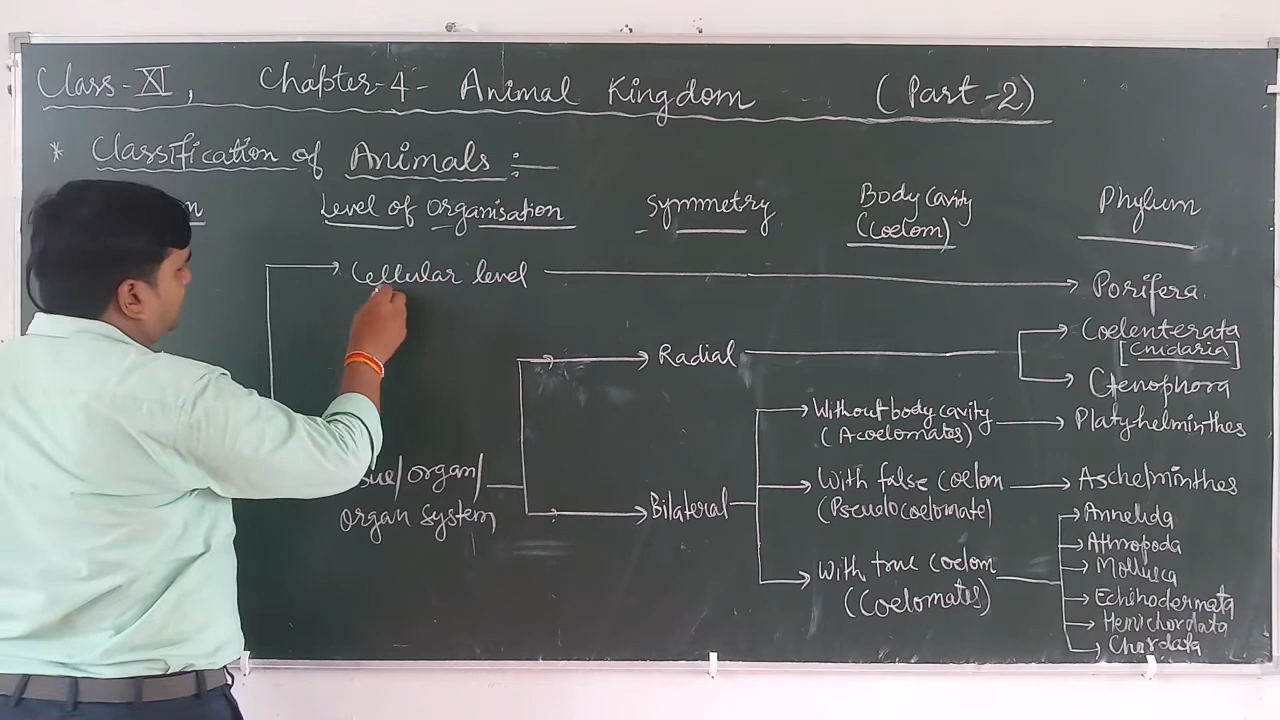 Class-XI, Chapter-4- Animal Kingdom (Part-2)
* Classification of Animals :—
Level of Organisation Symmetry Body Cavity (Coelom) Phylum
Cellular level Porifera
Radial Coelenterata
[Cnidaria]
Ctenophora
Without body cavity Platyhelminthes
(Acoelomates)
organ/ With false coelom Aschelminthes
Organ System Bilateral (Pseudocoelomate)
With true coelom
(Coelomates)
Annelida
Athropoda
Mollusca
Echinodermata
Hemichordata
Chordata